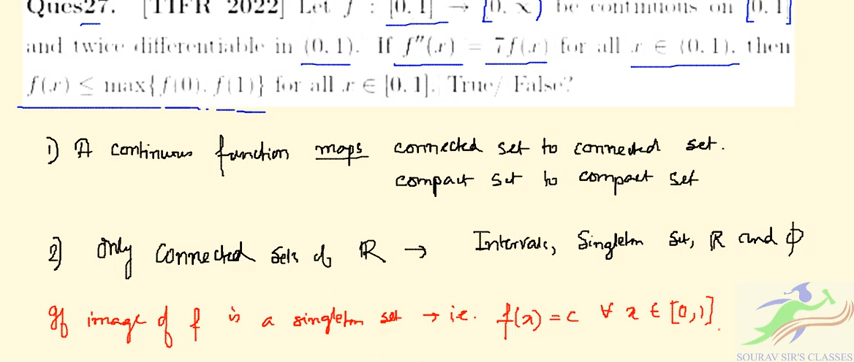 Ques27. [TIFR 2022] Let f : [0, 1] → [0, ∞) be continuous on [0, 1]
and twice differentiable in (0, 1). If f''(x) = 7f(x) for all x ∈ (0, 1), then
f(x) ≤ max{f(0), f(1)} for all x ∈ [0, 1]. True/ False?
1) A continuous function maps connected set to connected set.
compact set to compact set
2) Only connected sets of ℝ → Intervals, Singleton set, ℝ and ϕ
If image of f is a singleton set → i.e. f(x) = c ∀ x ∈ [0,1].
SOURAV SIR'S CLASSES